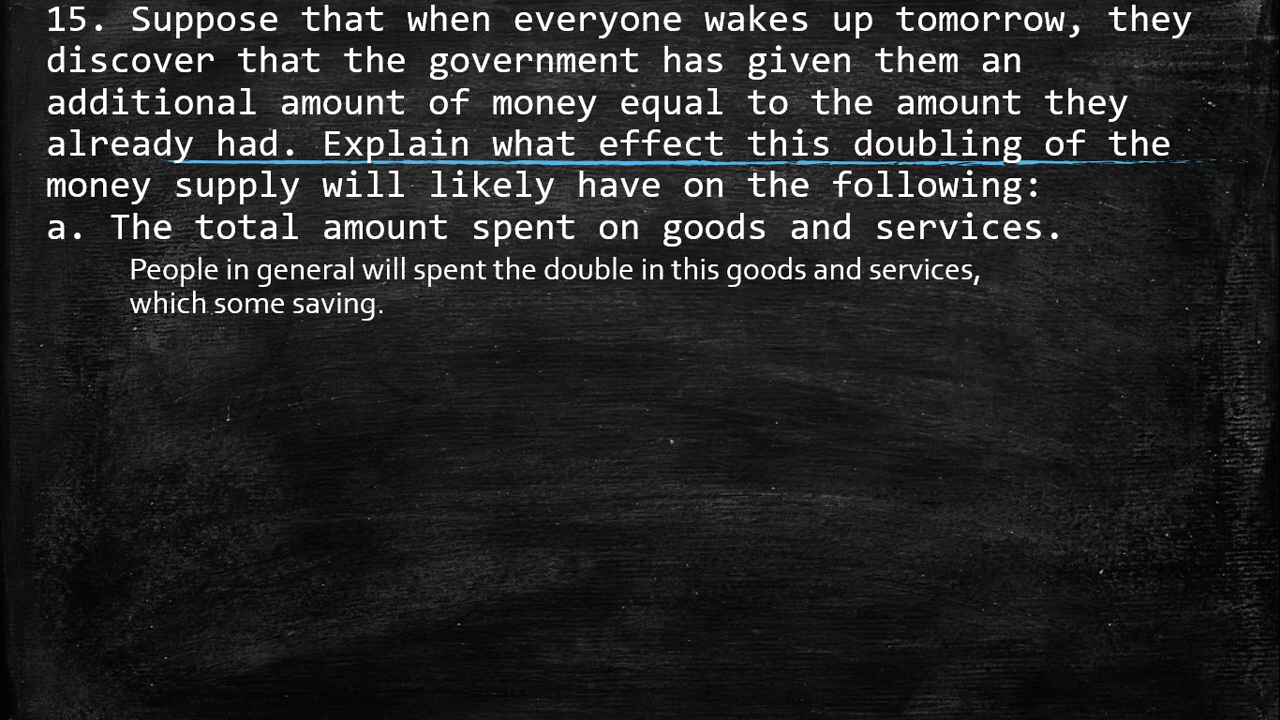 15. Suppose that when everyone wakes up tomorrow, they
discover that the government has given them an
additional amount of money equal to the amount they
already had. Explain what effect this doubling of the
money supply will likely have on the following:
a. The total amount spent on goods and services.
People in general will spent the double in this goods and services,
which some saving.